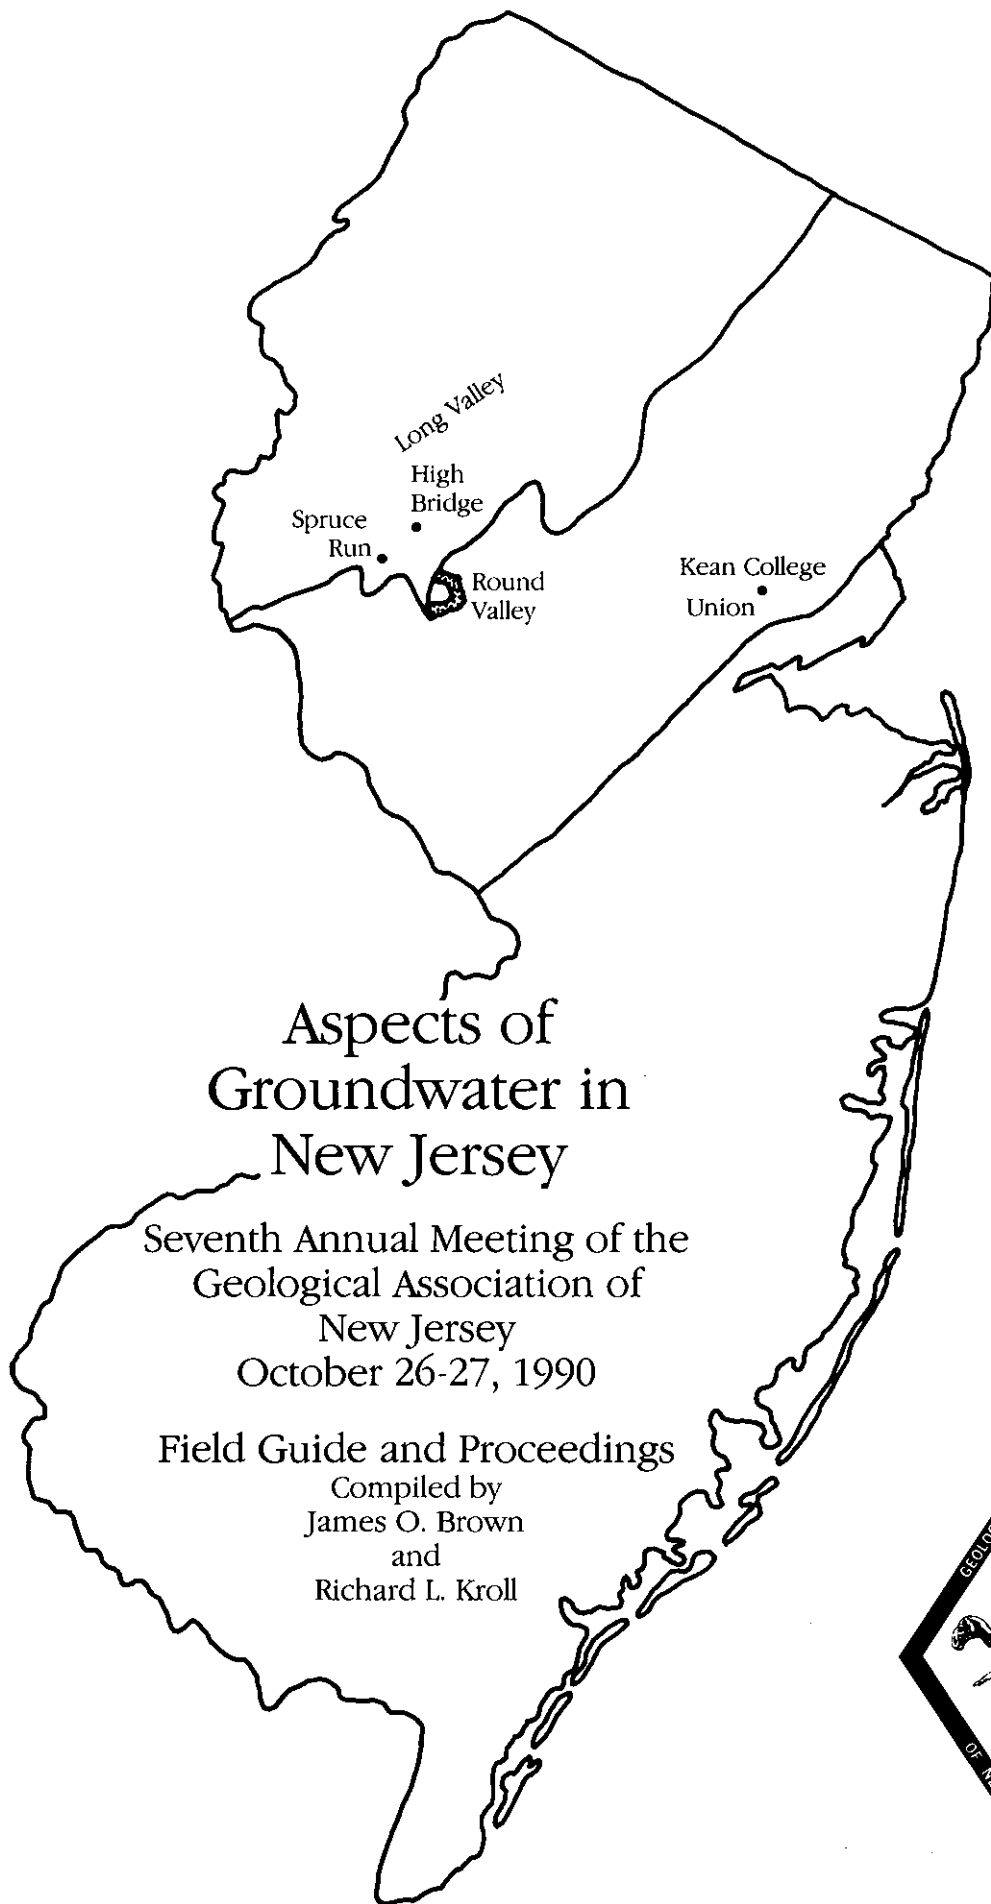 Long Valley
High
Bridge
Spruce
Run
Round
Valley
Kean College
Union
Aspects of
Groundwater in
New Jersey
Seventh Annual Meeting of the
Geological Association of
New Jersey
October 26-27, 1990
Field Guide and Proceedings
Compiled by
James O. Brown
and
Richard L. Kroll
OF